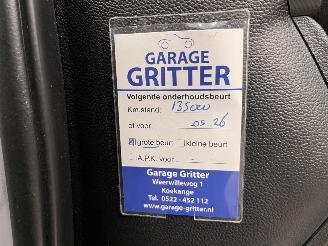 GARAGE
GRITTER
Volgende onderhoudsbeurt
Km.stand: 135000
of voor: 05-26
grote beurt kleine beurt
A.P.K. voor
Garage Gritter
Weerwilleweg 1
Koekange
Tel. 0522 - 452 112
www.garage-gritter.nl